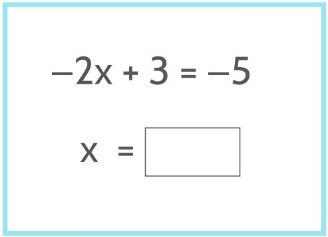 –2x + 3 = –5
x =